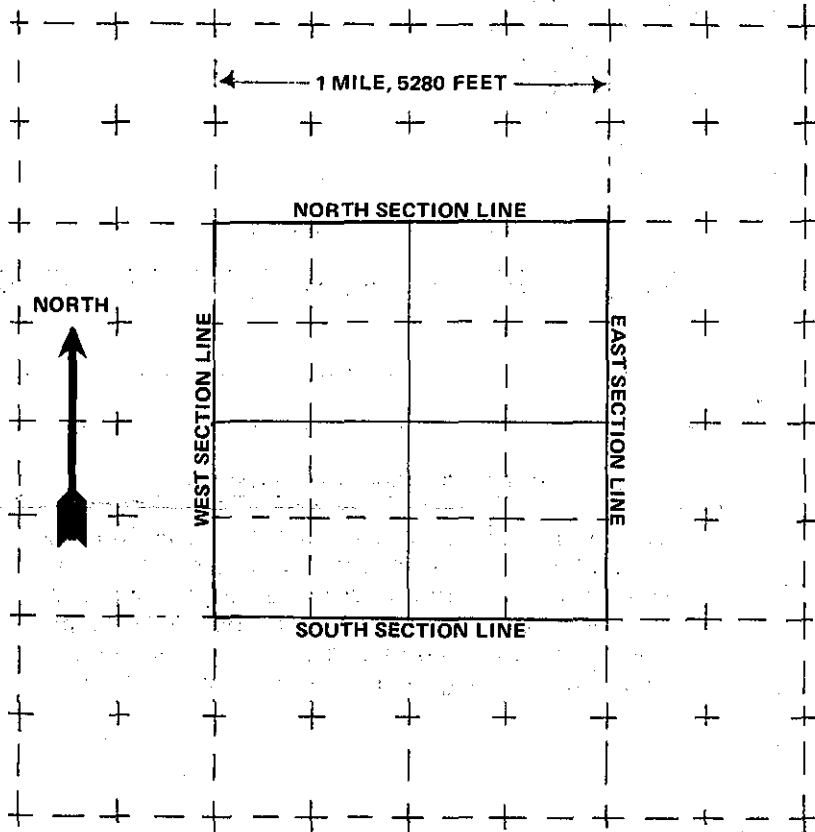 1 MILE, 5280 FEET
NORTH SECTION LINE
NORTH
WEST SECTION LINE
EAST SECTION LINE
SOUTH SECTION LINE